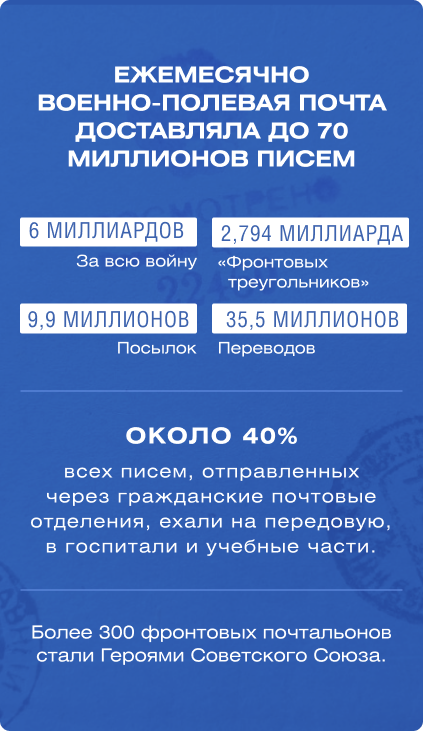 ЕЖЕМЕСЯЧНО
ВОЕННО-ПОЛЕВАЯ ПОЧТА
ДОСТАВЛЯЛА ДО 70
МИЛЛИОНОВ ПИСЕМ
6 МИЛЛИАРДОВ
За всю войну
2,794 МИЛЛИАРДА
«Фронтовых
треугольников»
9,9 МИЛЛИОНОВ
Посылок
35,5 МИЛЛИОНОВ
Переводов
ОКОЛО 40%
всех писем, отправленных
через гражданские почтовые
отделения, ехали на передовую,
в госпитали и учебные части.
Более 300 фронтовых почтальонов
стали Героями Советского Союза.